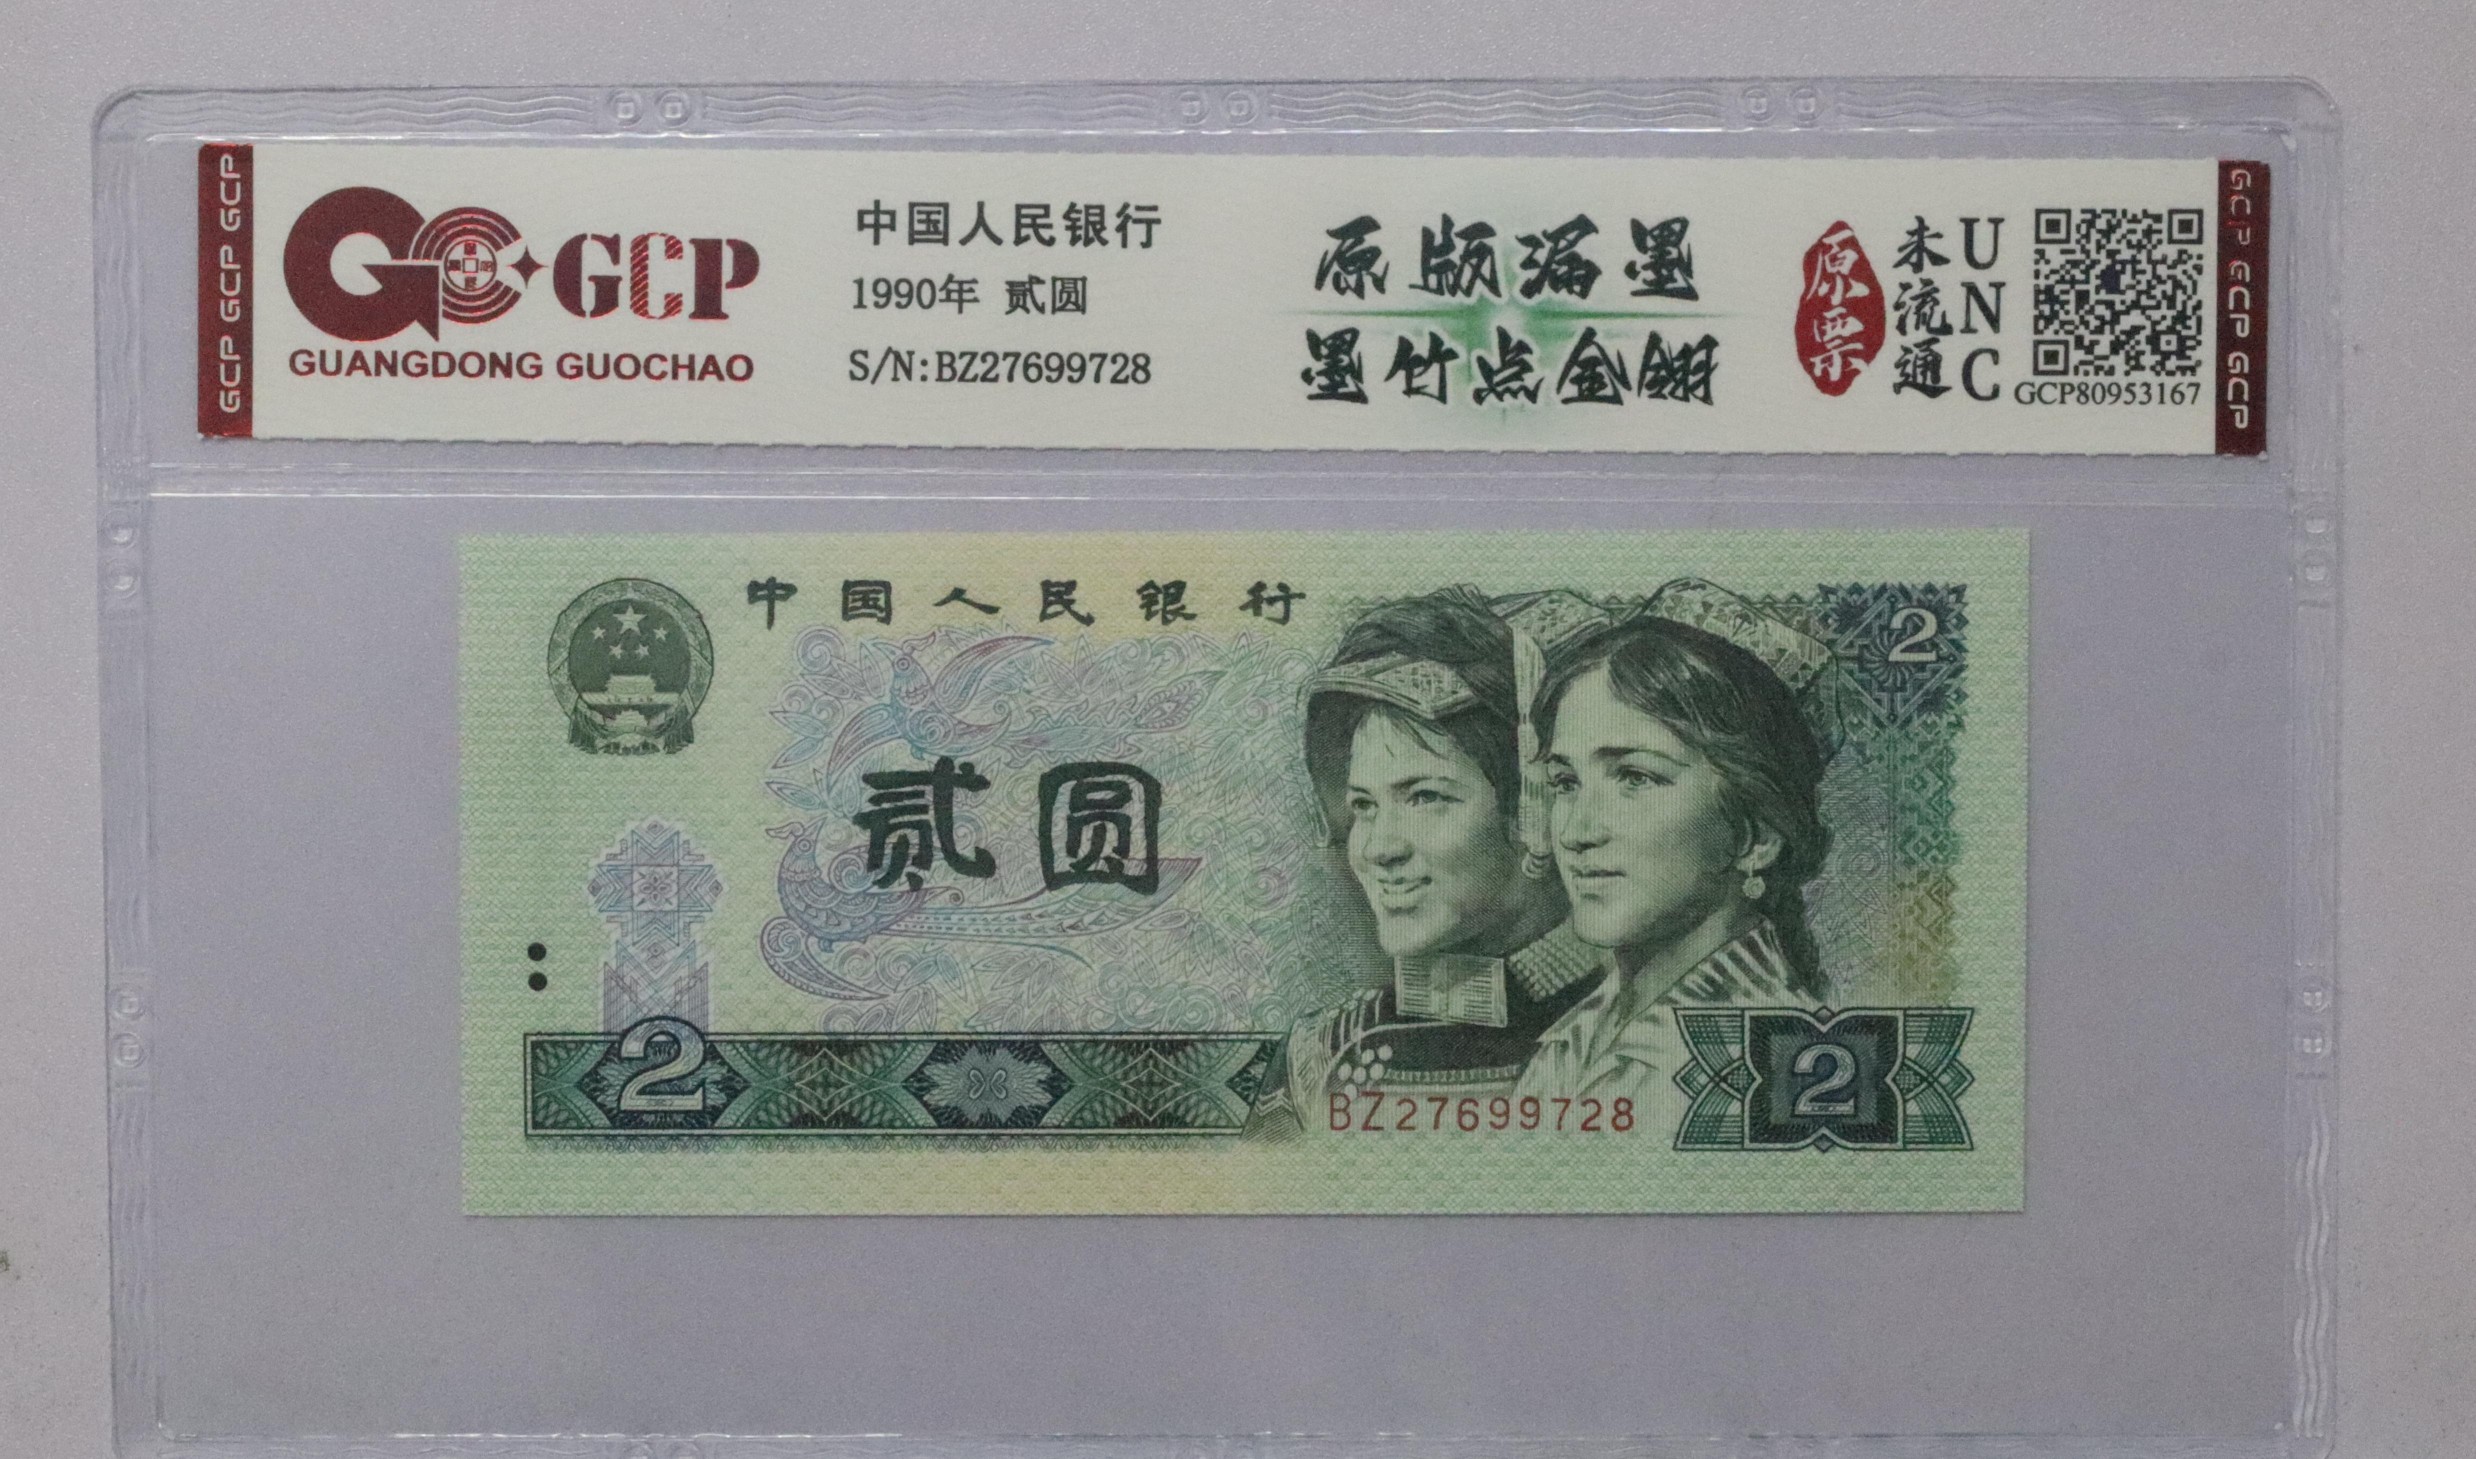 GCP GCP GCP
GCP
GUANGDONG GUOCHAO
中国人民银行
1990年 贰圆
S/N:BZ27699728
原版漏墨
墨竹点金翎
原票
未流通
UNC
GCP80953167
GCP GCP GCP
中国人民银行
2
贰圆
2
BZ27699728
2